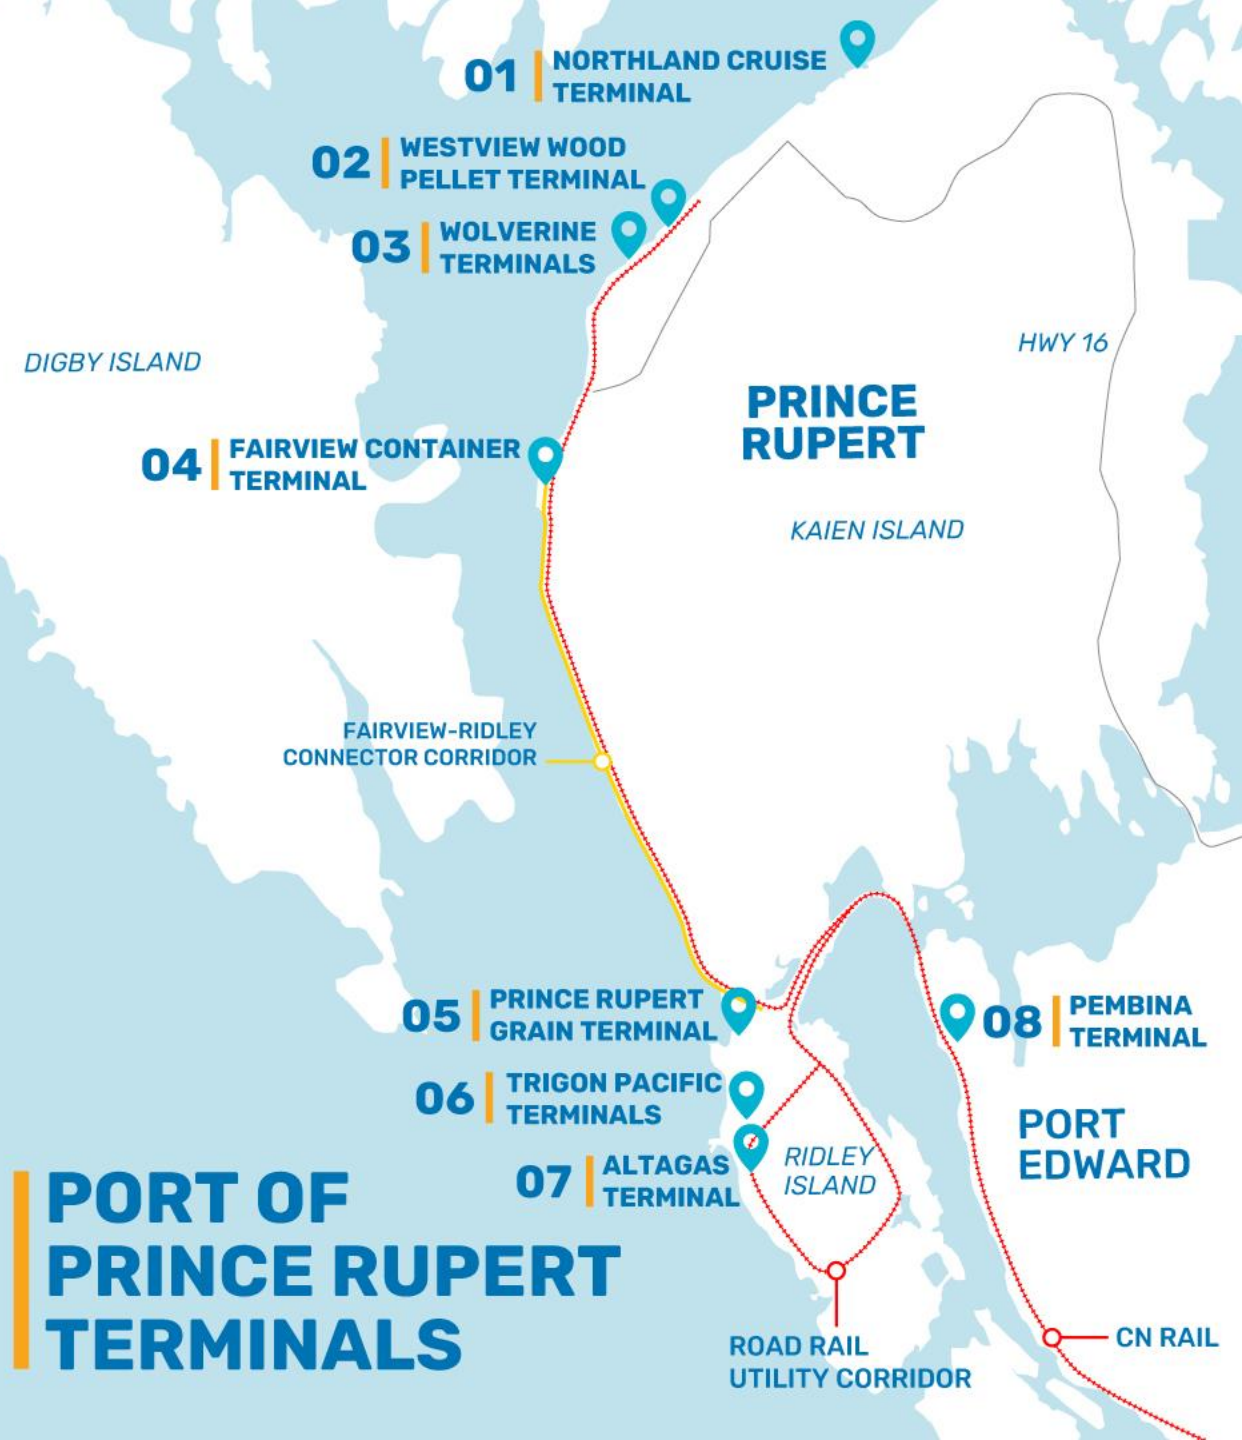 01
NORTHLAND CRUISE
TERMINAL
02
WESTVIEW WOOD
PELLET TERMINAL
03
WOLVERINE
TERMINALS
DIGBY ISLAND
HWY 16
PRINCE
RUPERT
04
FAIRVIEW CONTAINER
TERMINAL
KAIEN ISLAND
FAIRVIEW-RIDLEY
CONNECTOR CORRIDOR
05
PRINCE RUPERT
GRAIN TERMINAL
08
PEMBINA
TERMINAL
06
TRIGON PACIFIC
TERMINALS
PORT
EDWARD
07
ALTAGAS
TERMINAL
RIDLEY
ISLAND
PORT OF
PRINCE RUPERT
TERMINALS
ROAD RAIL
UTILITY CORRIDOR
CN RAIL